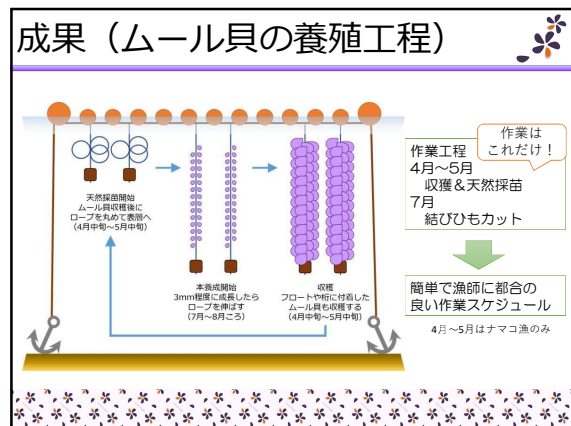 成果（ムール貝の養殖工程）
天然採苗開始
ムール貝収穫後に
ロープを丸めて表層へ
（4月中旬～5月中旬）
本養成開始
3mm程度に成長したら
ロープを伸ばす
（7月～8月ころ）
収穫
フロートや桁に付着した
ムール貝も収穫する
（4月中旬～5月中旬）
作業は
これだけ！
作業工程
4月～5月
収獲＆天然採苗
7月
結びひもカット
簡単で漁師に都合の
良い作業スケジュール
4月～5月はナマコ漁のみ